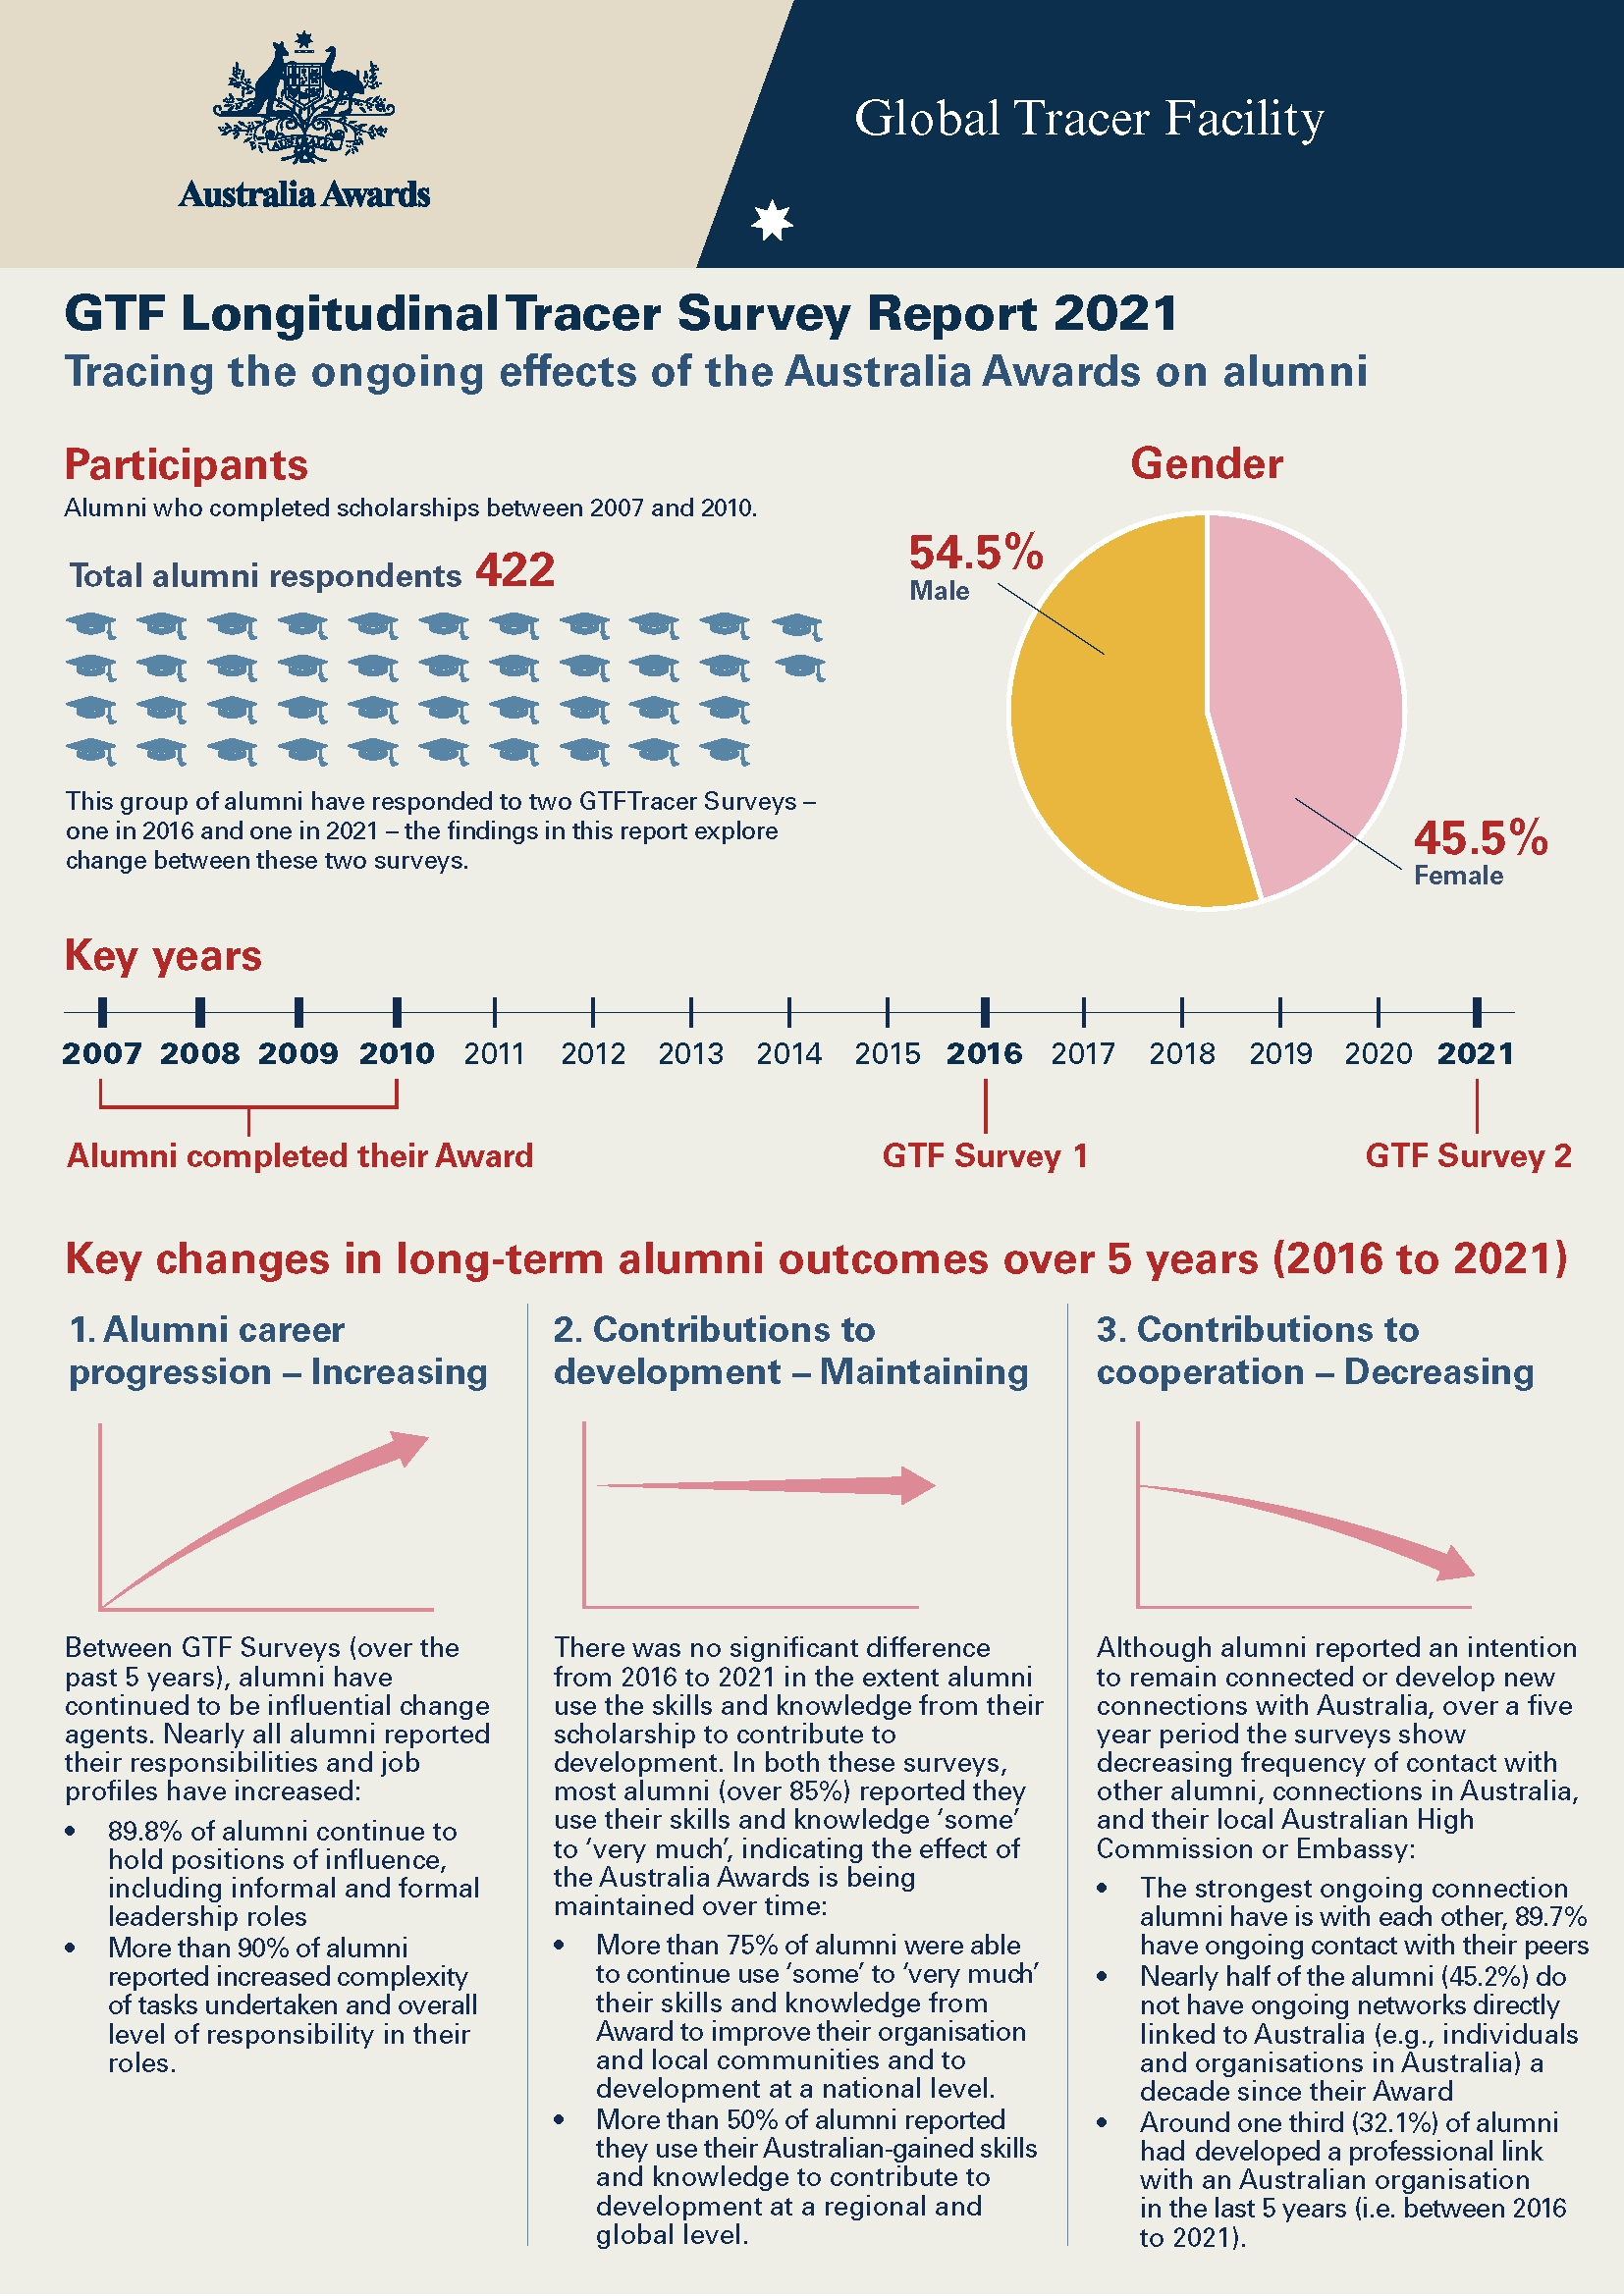 Australia Awards
Global Tracer Facility
GTF Longitudinal Tracer Survey Report 2021
Tracing the ongoing effects of the Australia Awards on alumni
Participants
Alumni who completed scholarships between 2007 and 2010.
Total alumni respondents 422
This group of alumni have responded to two GTF Tracer Surveys –
one in 2016 and one in 2021 – the findings in this report explore
change between these two surveys.
Gender
54.5%
Male
45.5%
Female
Key years
2007 2008 2009 2010 2011 2012 2013 2014 2015 2016 2017 2018 2019 2020 2021
Alumni completed their Award
GTF Survey 1
GTF Survey 2
Key changes in long-term alumni outcomes over 5 years (2016 to 2021)
1. Alumni career
progression – Increasing
Between GTF Surveys (over the
past 5 years), alumni have
continued to be influential change
agents. Nearly all alumni reported
their responsibilities and job
profiles have increased:
• 89.8% of alumni continue to
hold positions of influence,
including informal and formal
leadership roles
• More than 90% of alumni
reported increased complexity
of tasks undertaken and overall
level of responsibility in their
roles.
2. Contributions to
development – Maintaining
There was no significant difference
from 2016 to 2021 in the extent alumni
use the skills and knowledge from their
scholarship to contribute to
development. In both these surveys,
most alumni (over 85%) reported they
use their skills and knowledge ‘some’
to ‘very much’, indicating the effect of
the Australia Awards is being
maintained over time:
• More than 75% of alumni were able
to continue use ‘some’ to ‘very much’
their skills and knowledge from
Award to improve their organisation
and local communities and to
development at a national level.
• More than 50% of alumni reported
they use their Australian-gained skills
and knowledge to contribute to
development at a regional and
global level.
3. Contributions to
cooperation – Decreasing
Although alumni reported an intention
to remain connected or develop new
connections with Australia, over a five
year period the surveys show
decreasing frequency of contact with
other alumni, connections in Australia,
and their local Australian High
Commission or Embassy:
• The strongest ongoing connection
alumni have is with each other, 89.7%
have ongoing contact with their peers
• Nearly half of the alumni (45.2%) do
not have ongoing networks directly
linked to Australia (e.g., individuals
and organisations in Australia) a
decade since their Award
• Around one third (32.1%) of alumni
had developed a professional link
with an Australian organisation
in the last 5 years (i.e. between 2016
to 2021).